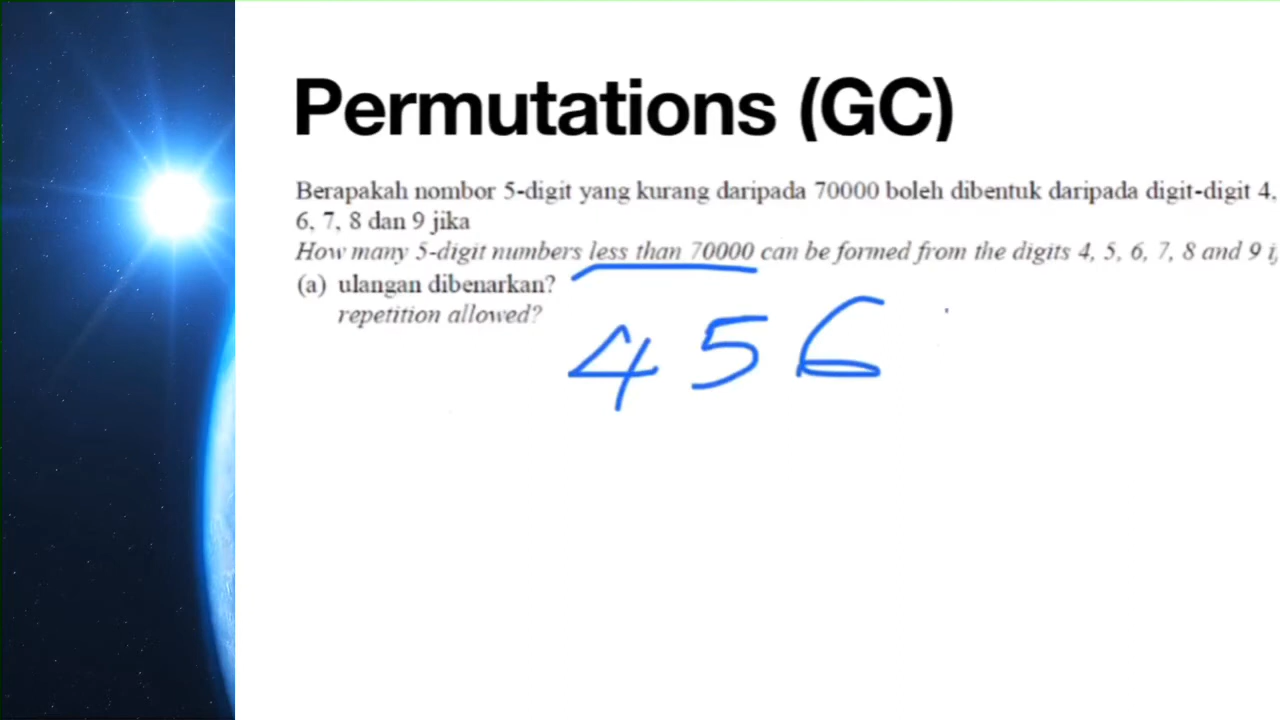 Permutations (GC)
Berapakah nombor 5-digit yang kurang daripada 70000 boleh dibentuk daripada digit-digit 4,
6, 7, 8 dan 9 jika
How many 5-digit numbers less than 70000 can be formed from the digits 4, 5, 6, 7, 8 and 9
(a) ulangan dibenarkan?
repetition allowed?
4 5 6